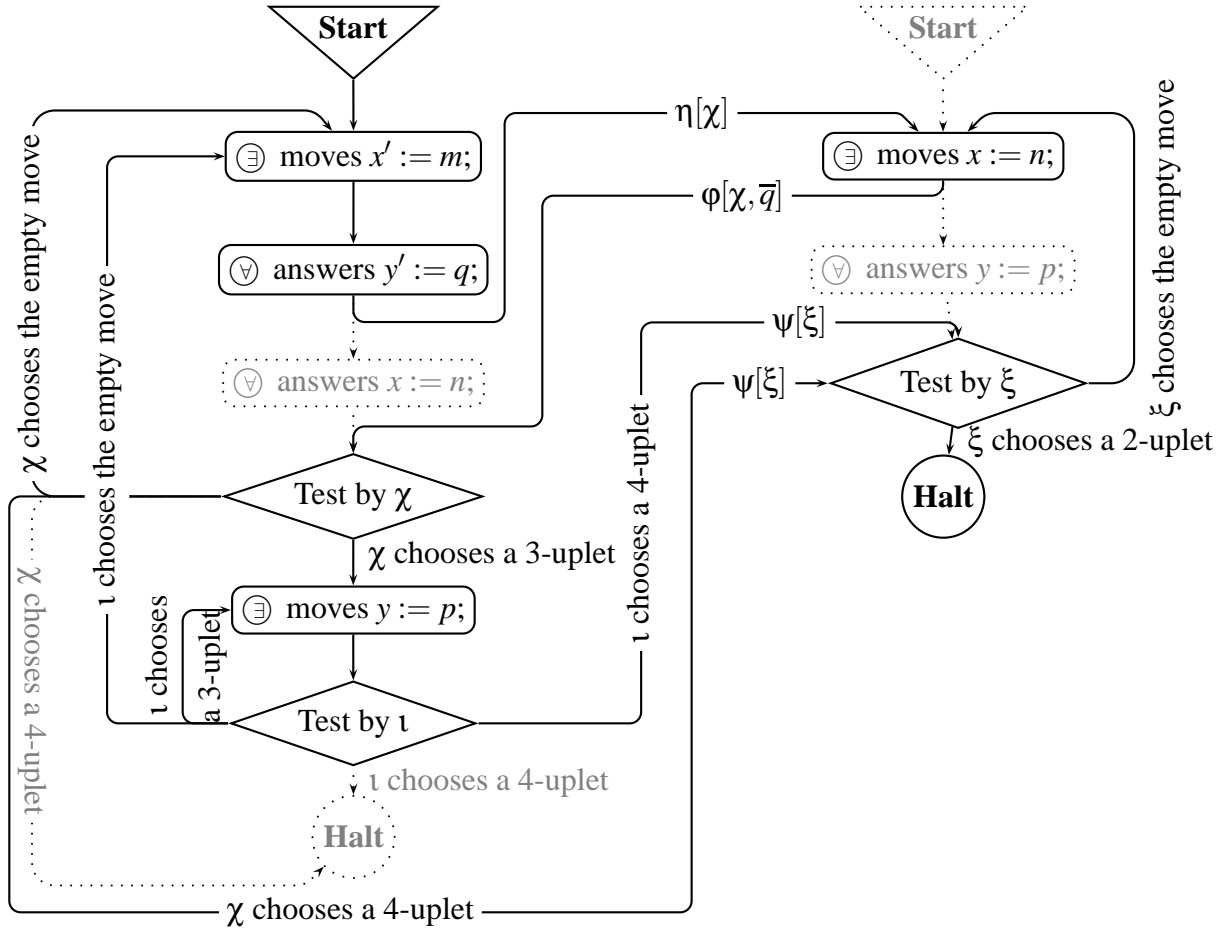 Start
Start
η[χ]
∃ moves x′ := m;
∃ moves x := n;
φ[χ, q̅]
∀ answers y′ := q;
∀ answers y := p;
ψ[ξ]
∀ answers x := n;
ψ[ξ]
Test by ξ
ξ chooses the empty move
χ chooses the empty move
ι chooses the empty move
ξ chooses a 2-uplet
Test by χ
Halt
χ chooses a 3-uplet
ι chooses a 4-uplet
∃ moves y := p;
ι chooses
a 3-uplet
χ chooses a 4-uplet
Test by ι
ι chooses a 4-uplet
Halt
χ chooses a 4-uplet